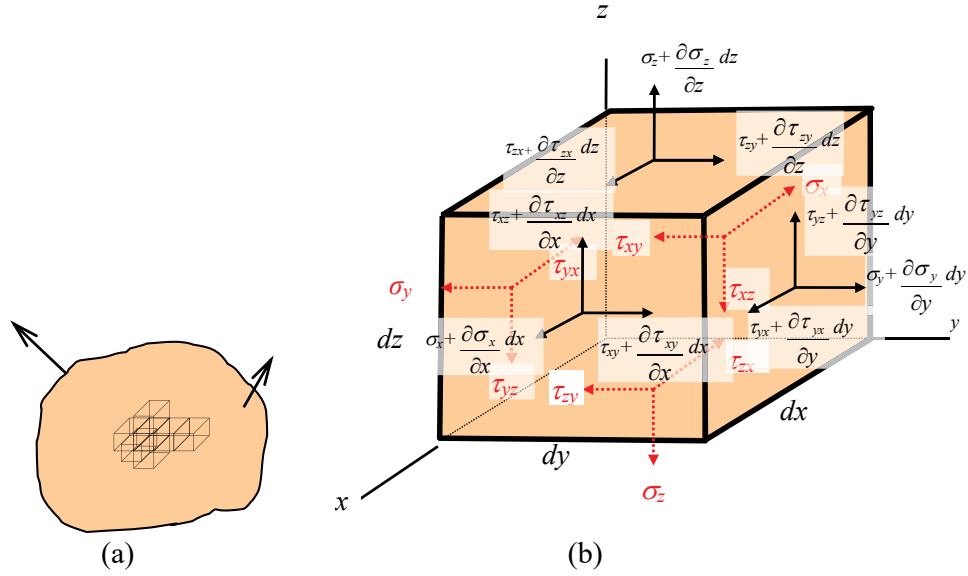 z
σz + ∂σz/∂z dz
τzx + ∂τzx/∂z dz
τzy + ∂τzy/∂z dz
σx
τxz + ∂τxz/∂x dx
τyz + ∂τyz/∂y dy
τxy
τyx
σy
τxz
σy + ∂σy/∂y dy
dz
σx + ∂σx/∂x dx
τxy + ∂τxy/∂x dx
τyx + ∂τyx/∂y dy
y
τzx
τyz
τzy
dx
dy
x
σz
(a)
(b)